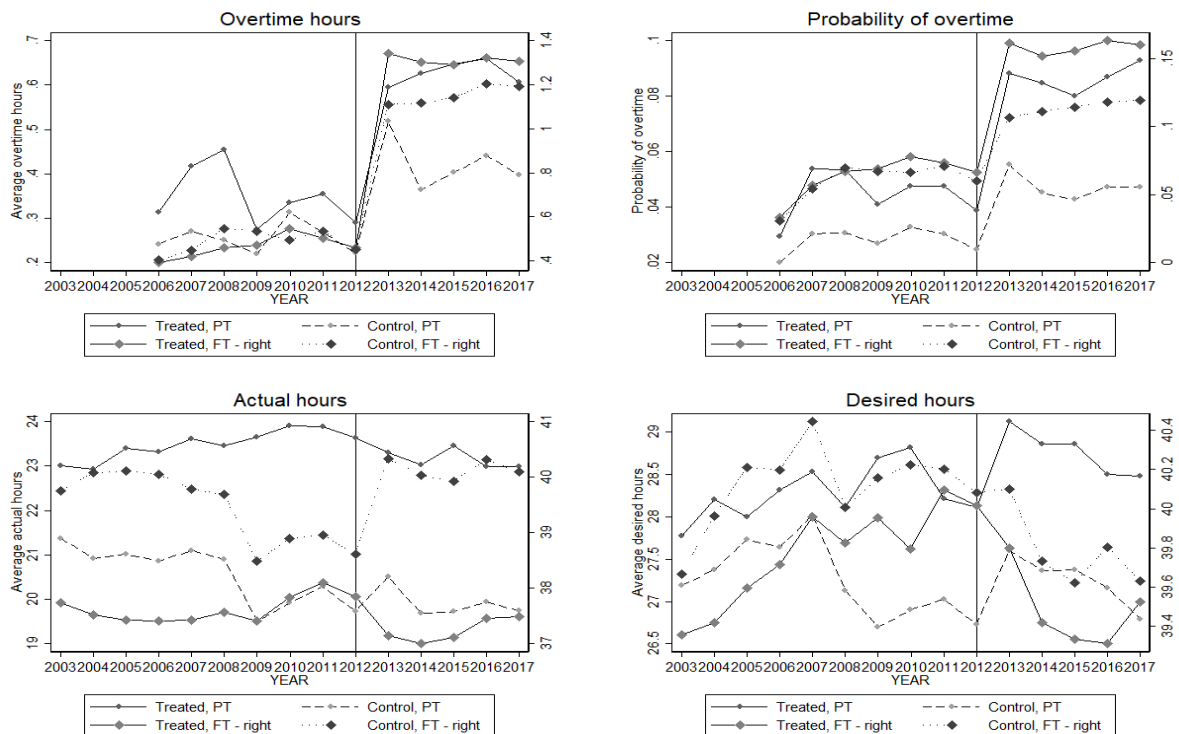 Overtime hours
Average overtime hours
.7
.6
.5
.4
.3
.2
1.4
1.2
1
.8
.6
.4
2003 2004 2005 2006 2007 2008 2009 2010 2011 2012 2013 2014 2015 2016 2017
YEAR
Treated, PT
Control, PT
Treated, FT - right
Control, FT - right
Probability of overtime
Probability of overtime
.1
.08
.06
.04
.02
.15
.1
.05
0
2003 2004 2005 2006 2007 2008 2009 2010 2011 2012 2013 2014 2015 2016 2017
YEAR
Treated, PT
Control, PT
Treated, FT - right
Control, FT - right
Actual hours
Average actual hours
24
23
22
21
20
19
41
40
39
38
37
2003 2004 2005 2006 2007 2008 2009 2010 2011 2012 2013 2014 2015 2016 2017
YEAR
Treated, PT
Control, PT
Treated, FT - right
Control, FT - right
Desired hours
Average desired hours
29
28.5
28
27.5
27
26.5
40.4
40.2
40
39.8
39.6
39.4
2003 2004 2005 2006 2007 2008 2009 2010 2011 2012 2013 2014 2015 2016 2017
YEAR
Treated, PT
Control, PT
Treated, FT - right
Control, FT - right